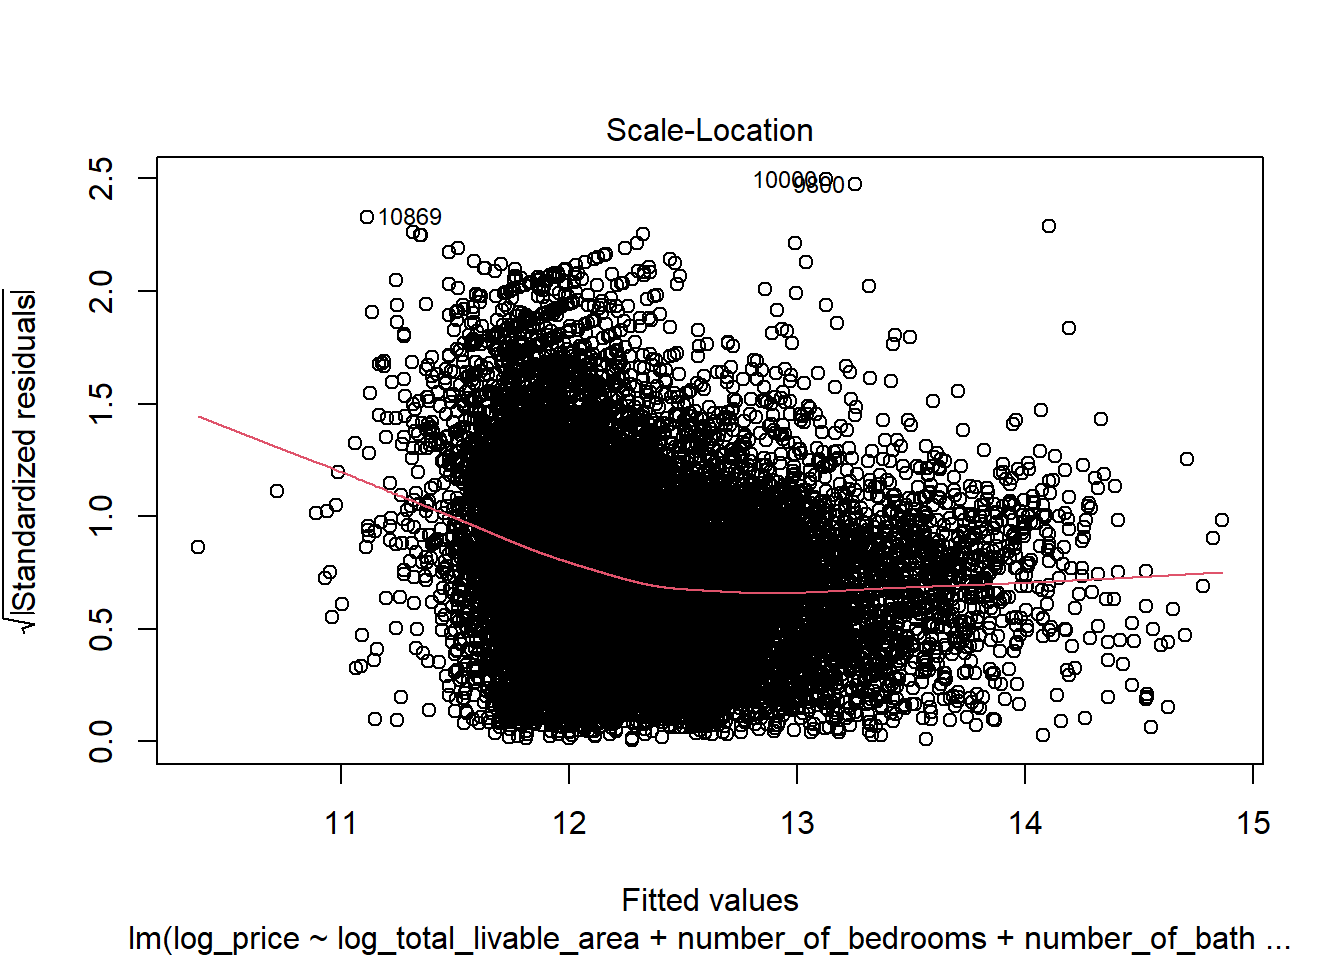 Scale-Location
√|Standardized residuals|
2.5
2.0
1.5
1.0
0.5
0.0
10869
9800
11 12 13 14 15
Fitted values
lm(log_price ~ log_total_livable_area + number_of_bedrooms + number_of_bath ...